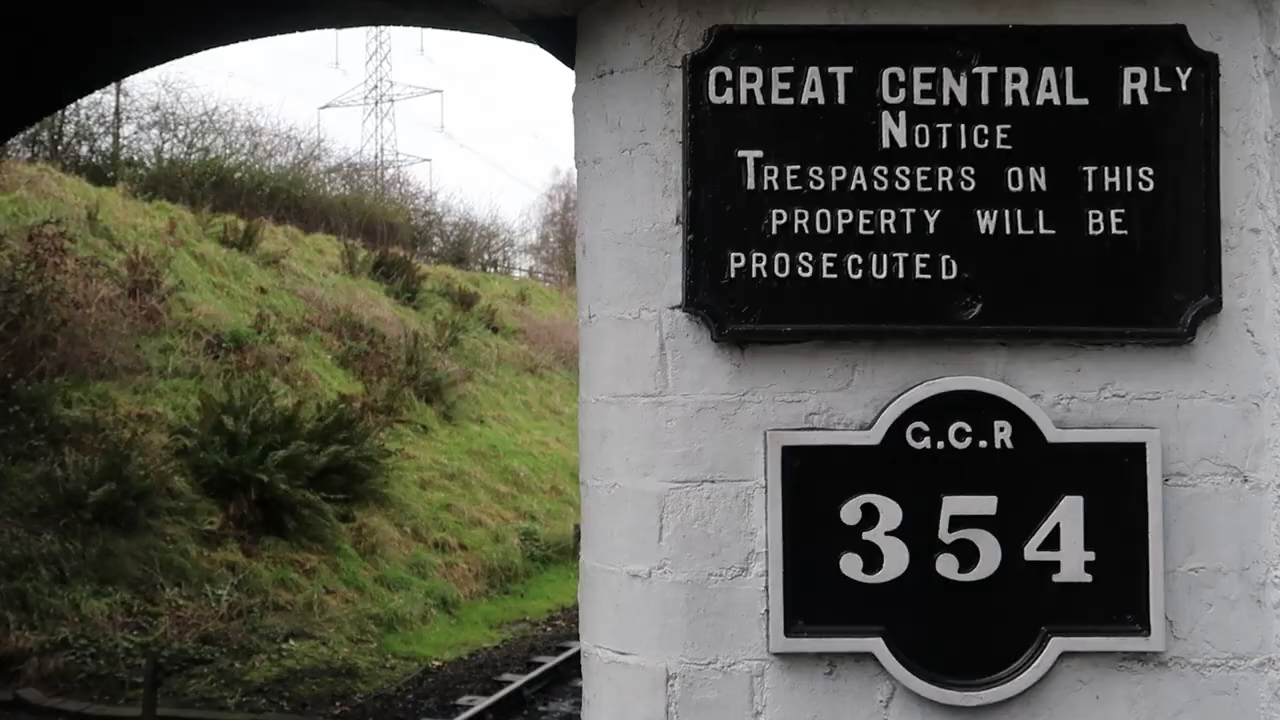 GREAT CENTRAL RLY
NOTICE
TRESPASSERS ON THIS
PROPERTY WILL BE
PROSECUTED
G.C.R
354